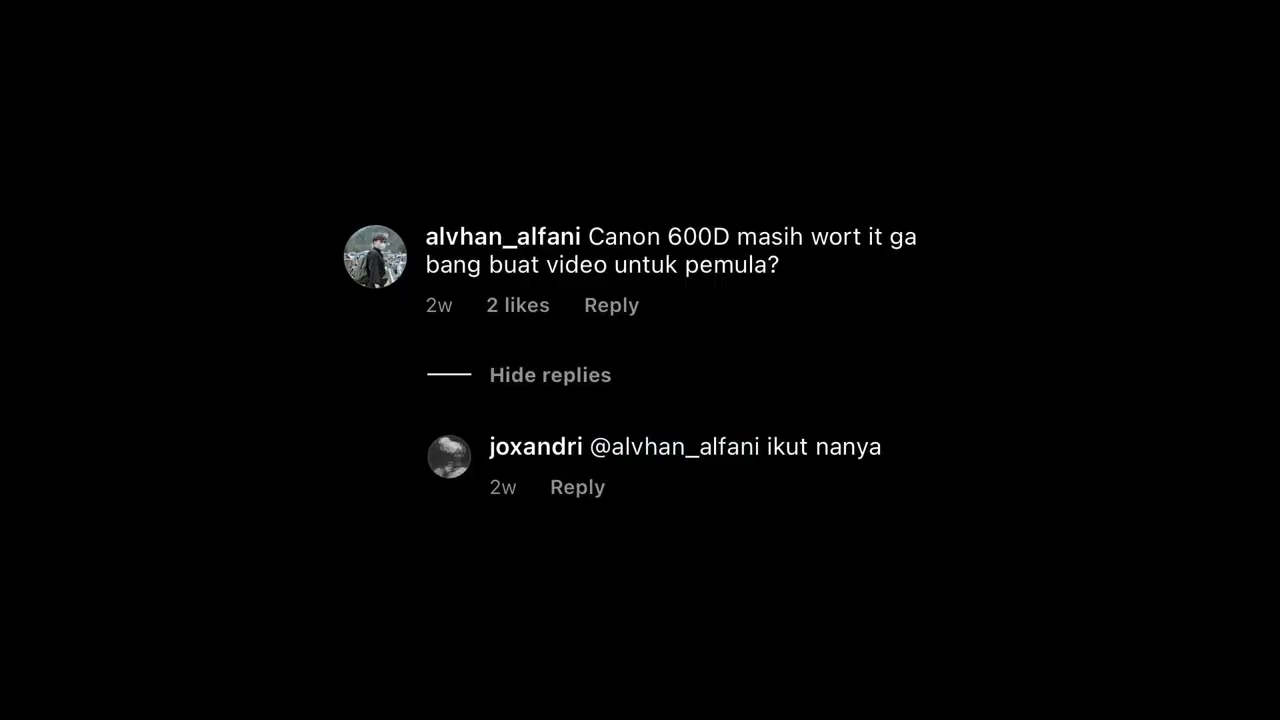 alvhan_alfani Canon 600D masih wort it ga
bang buat video untuk pemula?
2w 2 likes Reply
Hide replies
joxandri @alvhan_alfani ikut nanya
2w Reply